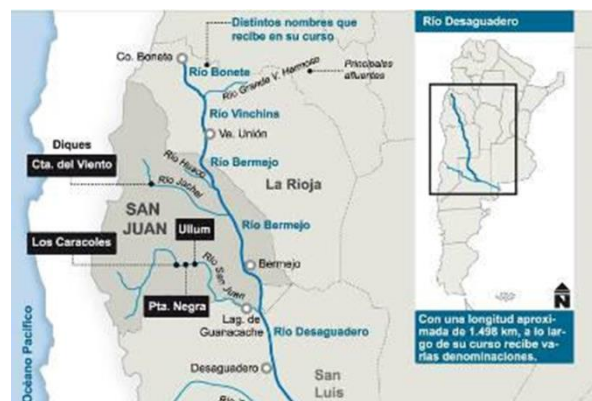 Distintos nombres que
recibe en su curso
Co. Bonete
Río Bonete
Río Grande V. Hermoso
Principales
afluentes
Río Vinchina
Va. Unión
Diques
Cta. del Viento
Río Huaco
Río Bermejo
Río Jachel
La Rioja
SAN
JUAN
Ullum
Río Bermejo
Los Caracoles
Pta. Negra
Río San Juan
Bermejo
Lag. de
Guanacache
Río Desaguadero
Desaguadero
San
Luis
Océano Pacífico
Río Desaguadero
N
Con una longitud aproxi-
mada de 1.498 km, a lo lar-
go de su curso recibe va-
rias denominaciones.